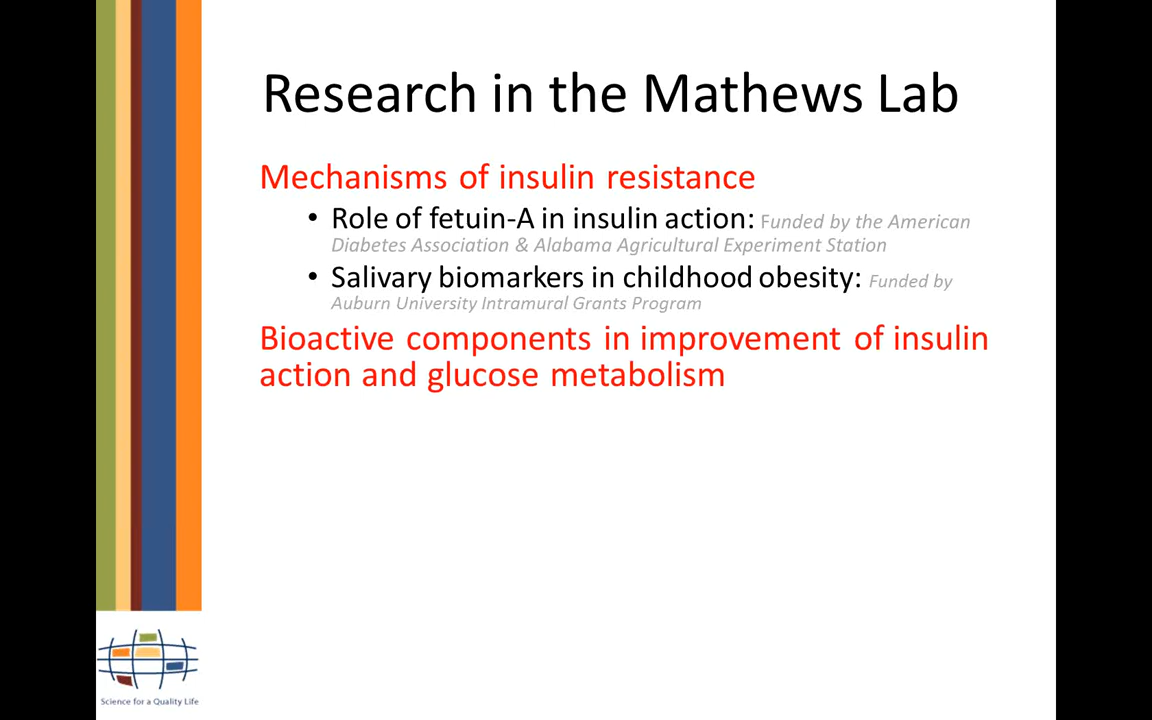 Research in the Mathews Lab
Mechanisms of insulin resistance
• Role of fetuin-A in insulin action: Funded by the American
Diabetes Association & Alabama Agricultural Experiment Station
• Salivary biomarkers in childhood obesity: Funded by
Auburn University Intramural Grants Program
Bioactive components in improvement of insulin
action and glucose metabolism
Science for a Quality Life